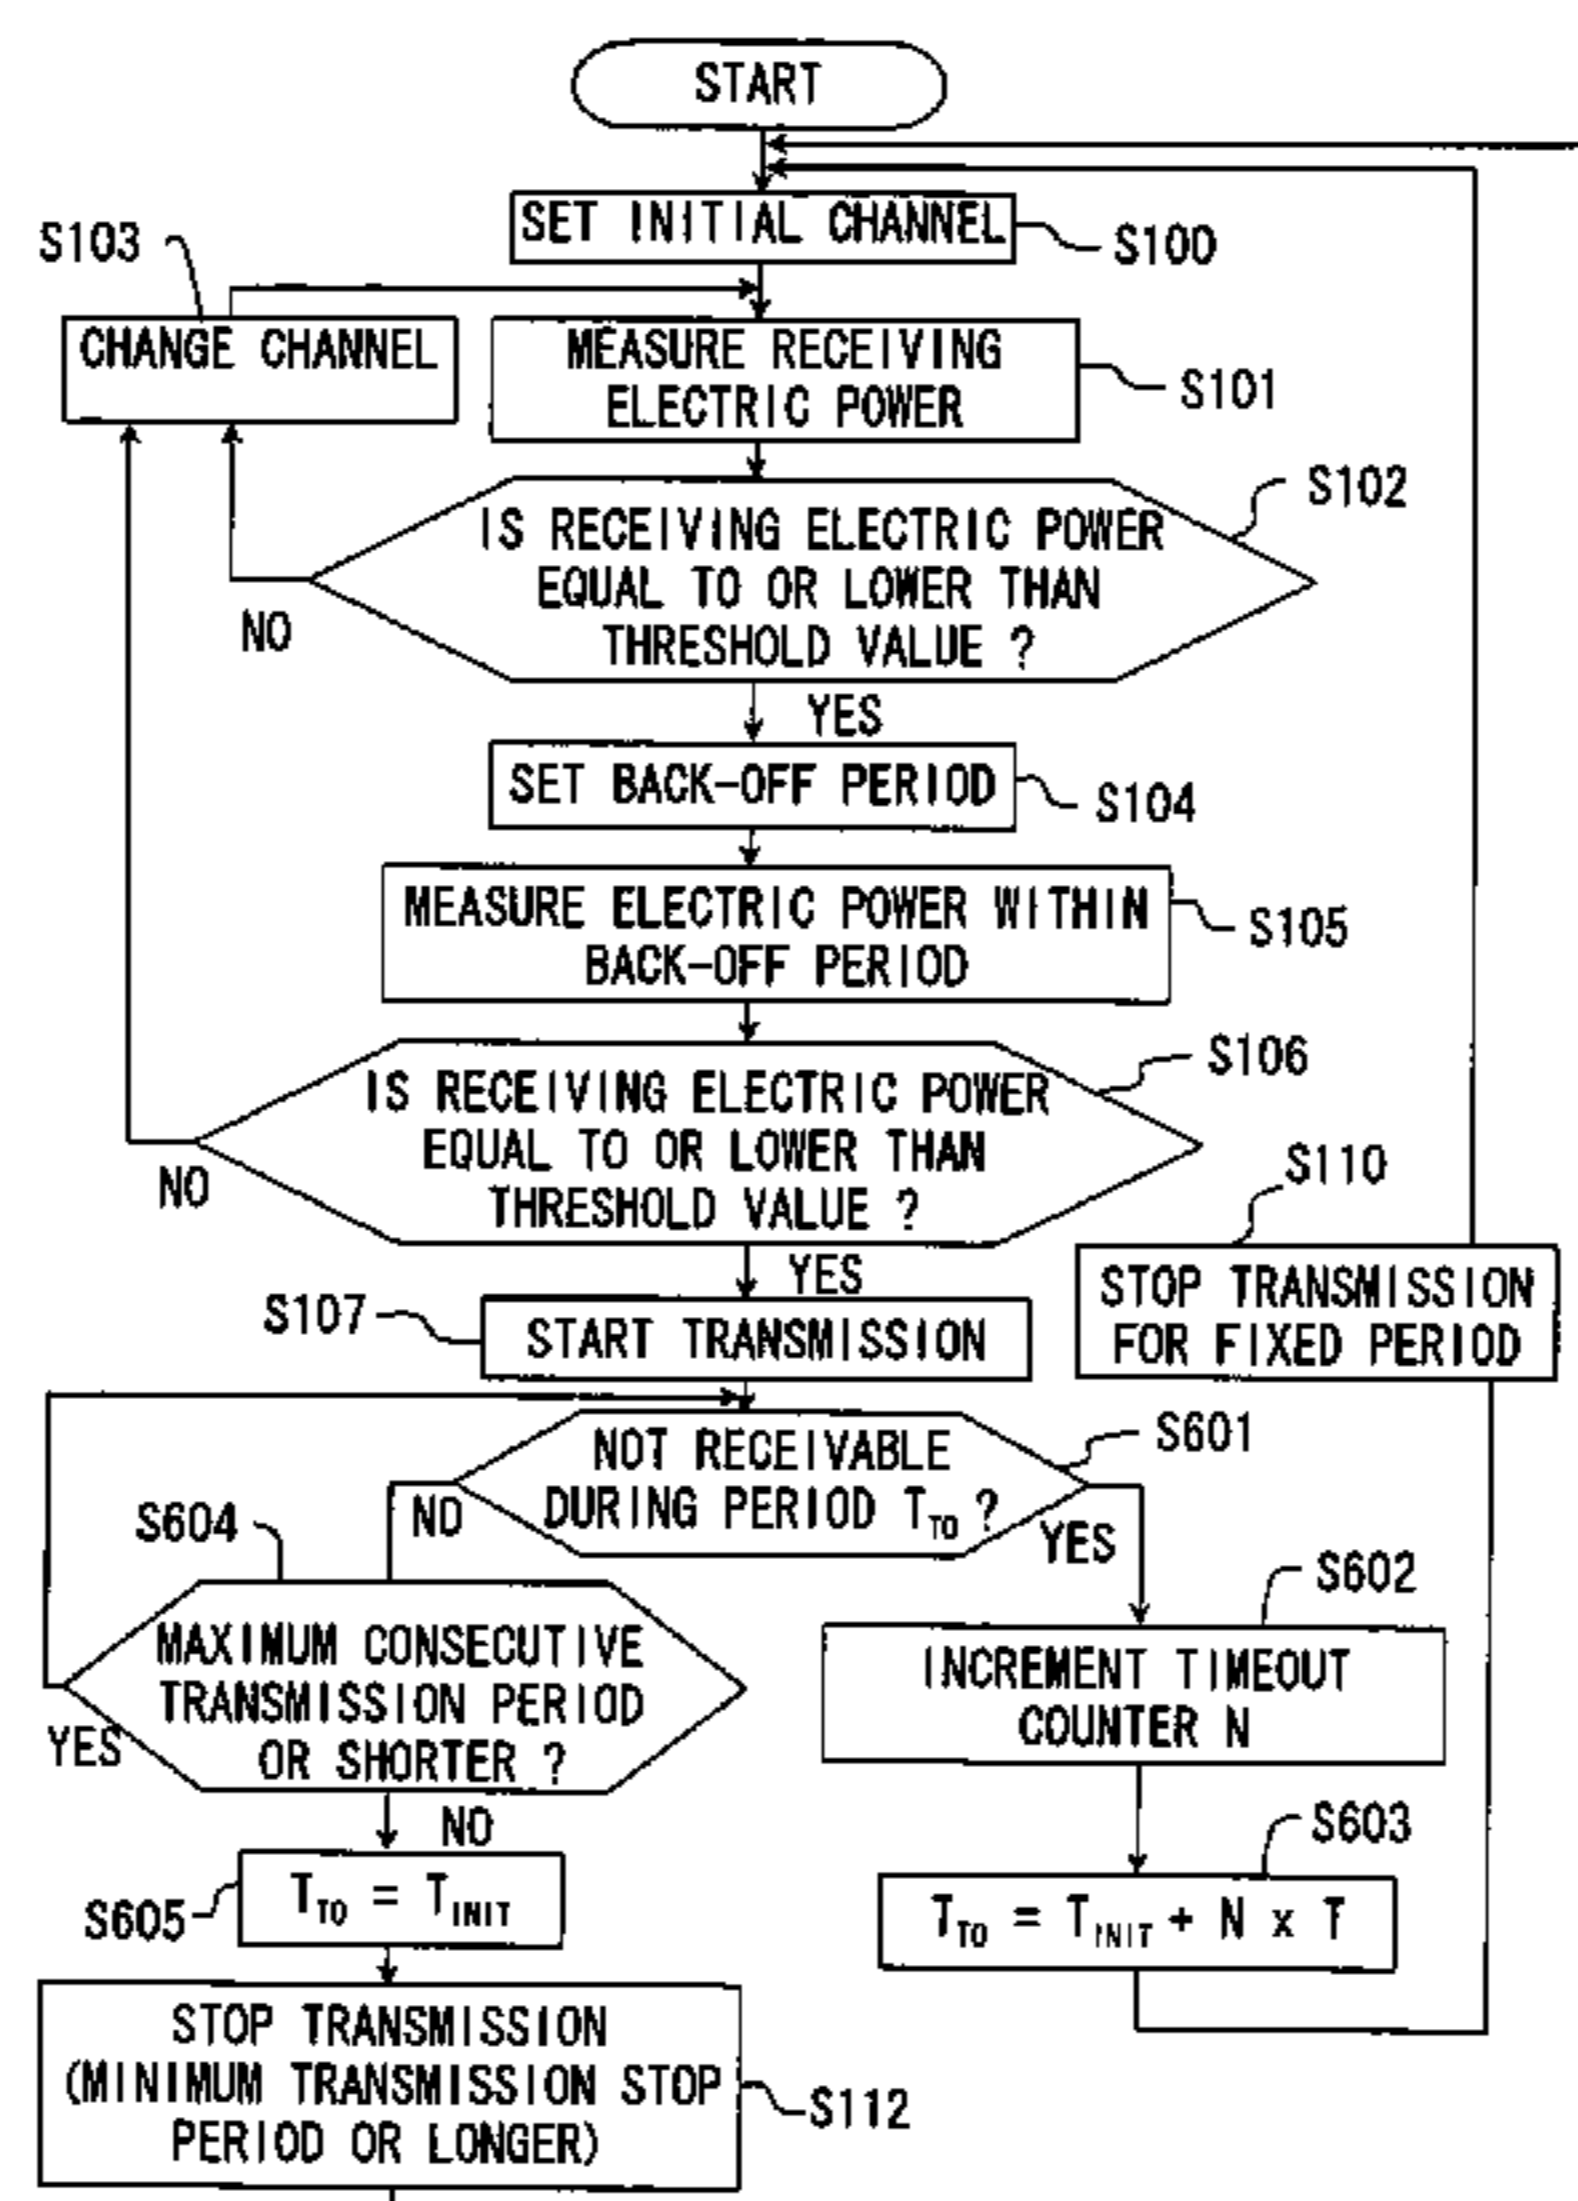 START
SET INITIAL CHANNEL
S100
S103
CHANGE CHANNEL
MEASURE RECEIVING
ELECTRIC POWER
S101
S102
IS RECEIVING ELECTRIC POWER
EQUAL TO OR LOWER THAN
THRESHOLD VALUE ?
NO
YES
SET BACK-OFF PERIOD
S104
MEASURE ELECTRIC POWER WITHIN
BACK-OFF PERIOD
S105
S106
IS RECEIVING ELECTRIC POWER
EQUAL TO OR LOWER THAN
THRESHOLD VALUE ?
NO
YES
S110
STOP TRANSMISSION
FOR FIXED PERIOD
S107
START TRANSMISSION
S601
NOT RECEIVABLE
DURING PERIOD T_TO ?
NO
YES
S604
MAXIMUM CONSECUTIVE
TRANSMISSION PERIOD
OR SHORTER ?
YES
NO
S602
INCREMENT TIMEOUT
COUNTER N
S603
T_TO = T_INIT + N x T
S605
T_TO = T_INIT
STOP TRANSMISSION
(MINIMUM TRANSMISSION STOP
PERIOD OR LONGER)
S112